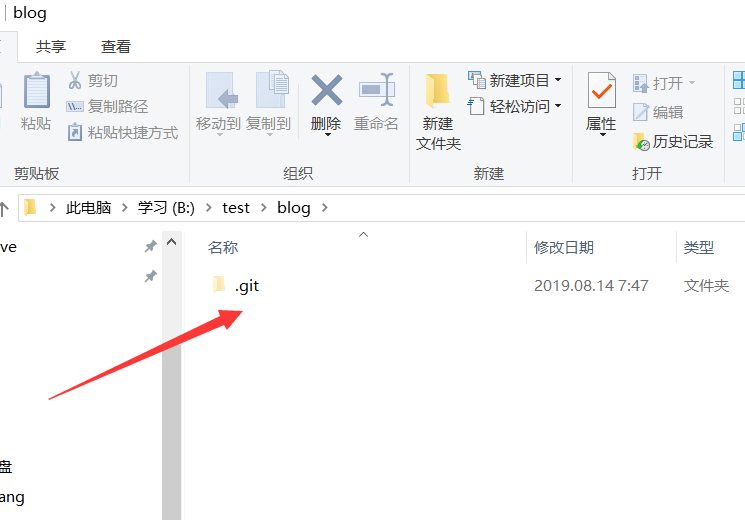 blog
共享
查看
剪切
复制路径
粘贴快捷方式
粘贴
剪贴板
移动到
复制到
删除
重命名
组织
新建
文件夹
新建项目
轻松访问
新建
属性
打开
编辑
历史记录
打开
此电脑
学习 (B:)
test
blog
ve
名称
修改日期
类型
.git
2019.08.14 7:47
文件夹
盘
ang